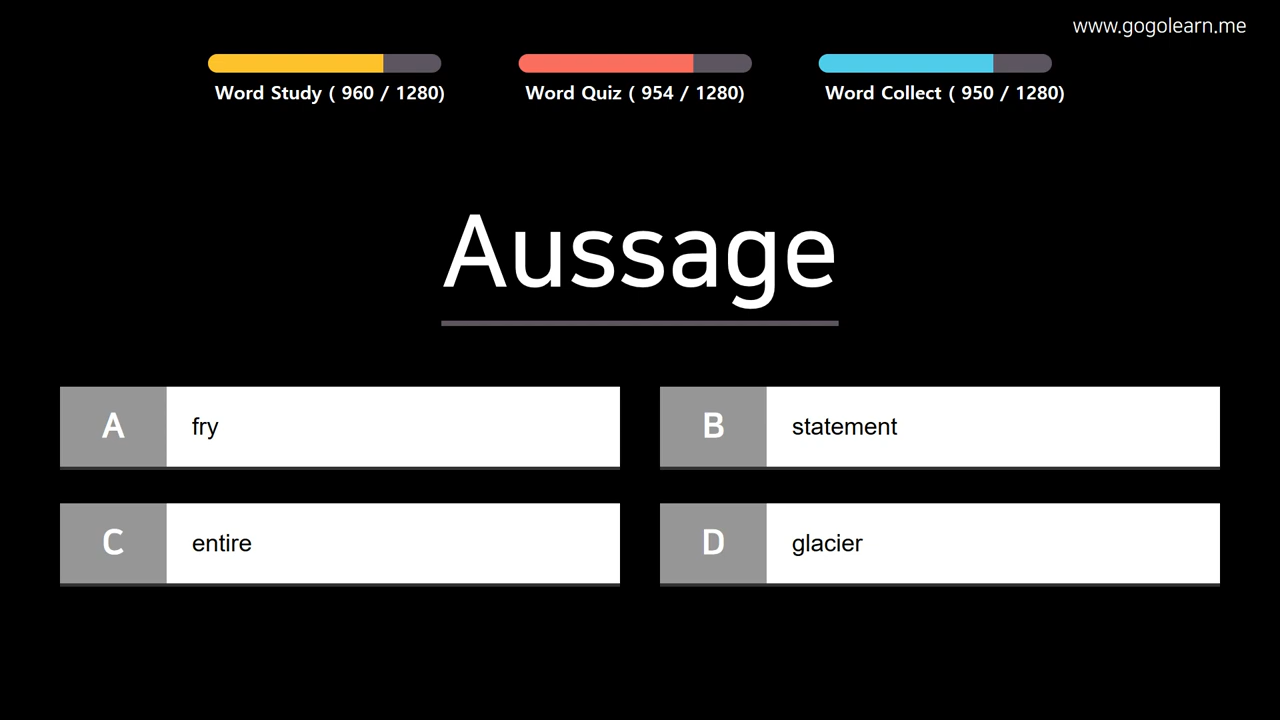 www.gogolearn.me
Word Study ( 960 / 1280)
Word Quiz ( 954 / 1280)
Word Collect ( 950 / 1280)
Aussage
A
fry
B
statement
C
entire
D
glacier